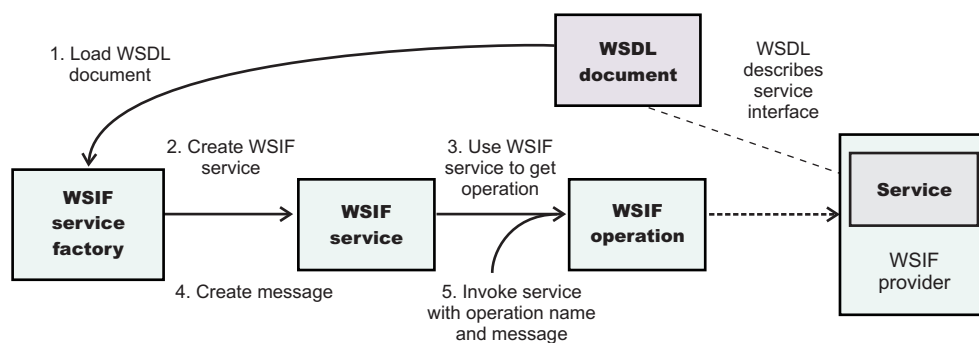 1. Load WSDL
document
WSDL
document
WSDL
describes
service
interface
2. Create WSIF
service
3. Use WSIF
service to get
operation
WSIF
service
factory
WSIF
service
WSIF
operation
Service
WSIF
provider
4. Create message
5. Invoke service
with operation name
and message